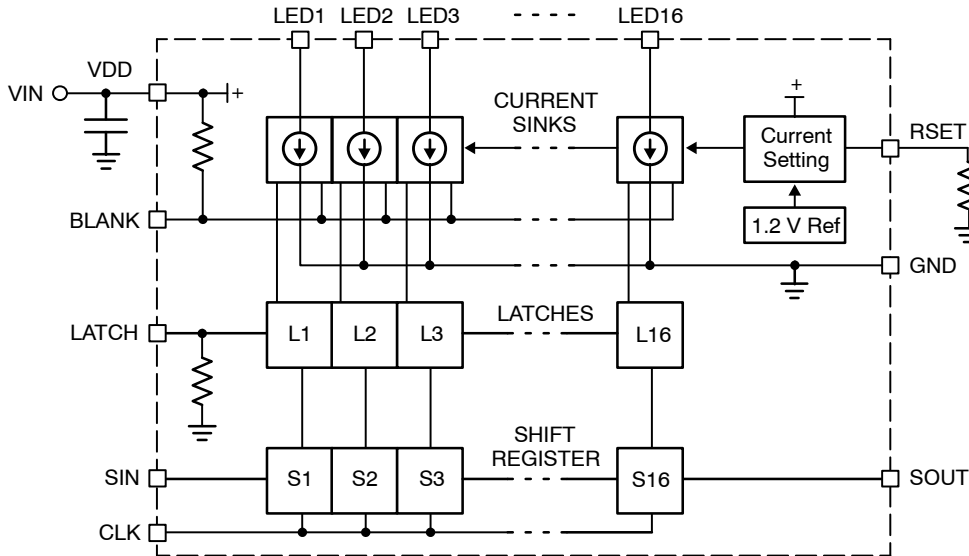 LED1 LED2 LED3 LED16
VDD
VIN
+
CURRENT
SINKS
+
Current
Setting
RSET
BLANK
1.2 V Ref
GND
LATCH
L1 L2 L3
LATCHES
L16
SIN
S1 S2 S3
SHIFT
REGISTER
S16
SOUT
CLK